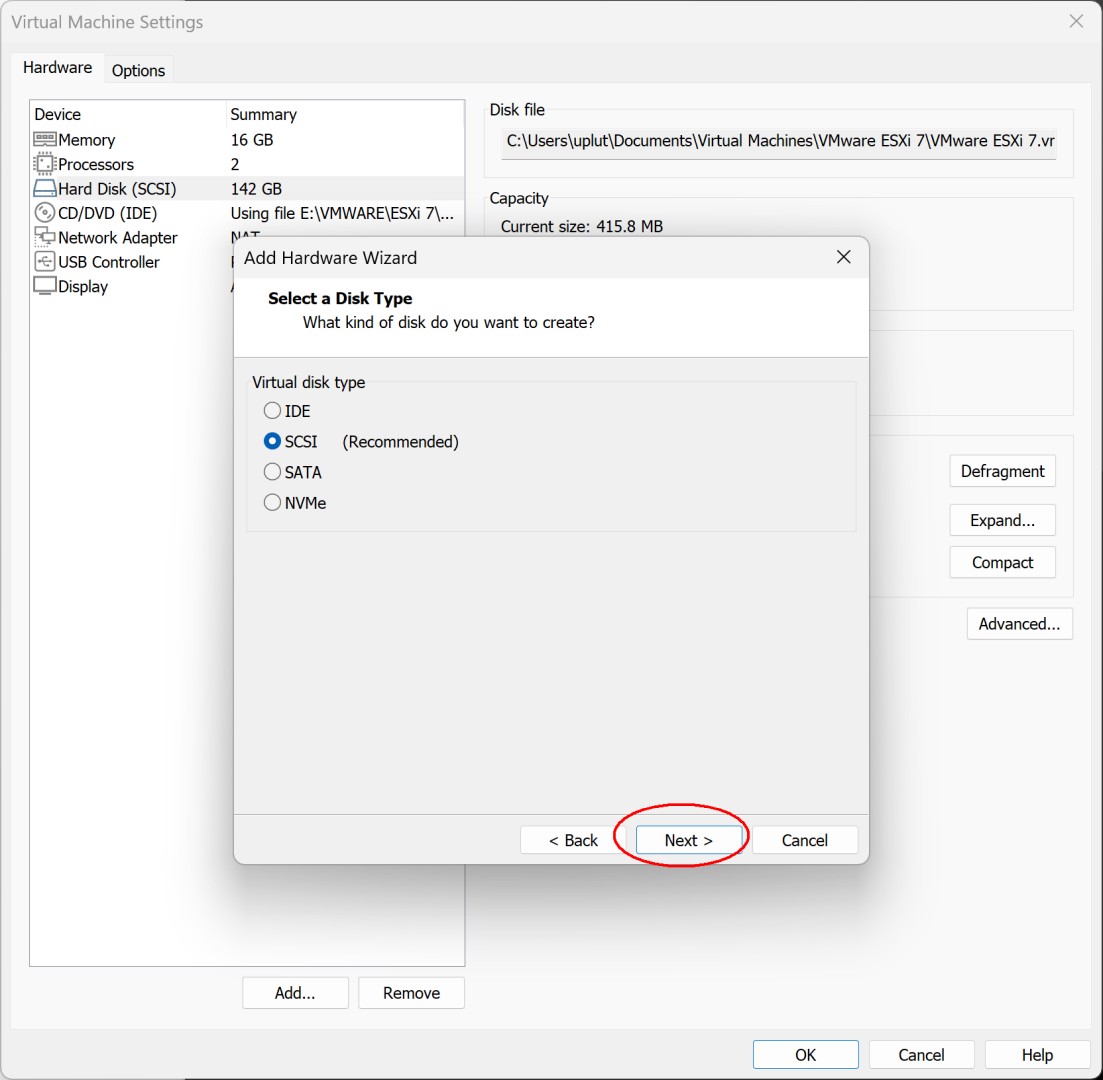 Virtual Machine Settings
Hardware
Options
Device Summary
Memory 16 GB
Processors 2
Hard Disk (SCSI) 142 GB
CD/DVD (IDE) Using file E:\VMWARE\ESXi 7\...
Network Adapter NAT
USB Controller
Display
Disk file
C:\Users\uplut\Documents\Virtual Machines\VMware ESXi 7\VMware ESXi 7.vr
Capacity
Current size: 415.8 MB
Add Hardware Wizard
Select a Disk Type
What kind of disk do you want to create?
Virtual disk type
IDE
SCSI (Recommended)
SATA
NVMe
< Back
Next >
Cancel
Defragment
Expand...
Compact
Advanced...
Add...
Remove
OK
Cancel
Help